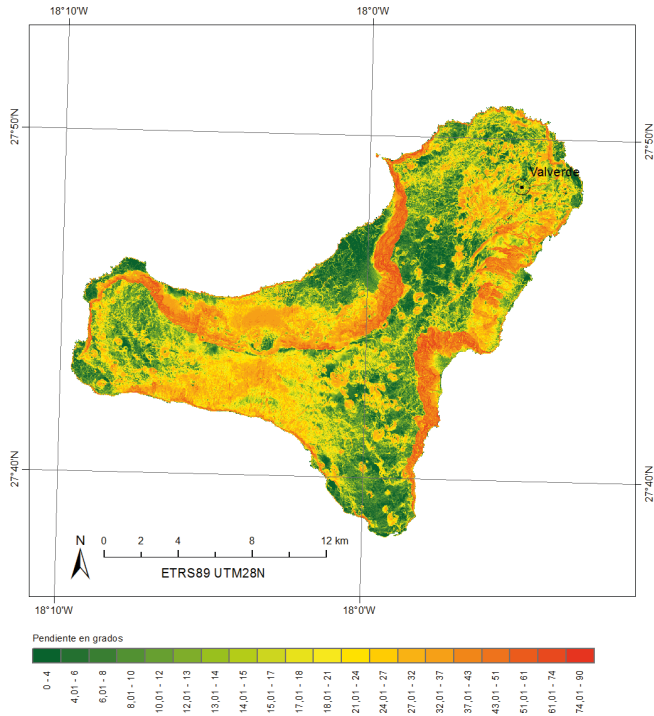 18°10'W 18°0'W
27°50'N 27°50'N
Valverde
27°40'N 27°40'N
N 0 2 4 8 12 km
ETRS89 UTM28N
18°10'W 18°0'W
Pendiente en grados
0 - 4
4,01 - 6
6,01 - 8
8,01 - 10
10,01 - 12
12,01 - 13
13,01 - 14
14,01 - 15
15,01 - 17
17,01 - 18
18,01 - 21
21,01 - 24
24,01 - 27
27,01 - 32
32,01 - 37
37,01 - 43
43,01 - 51
51,01 - 61
61,01 - 74
74,01 - 90